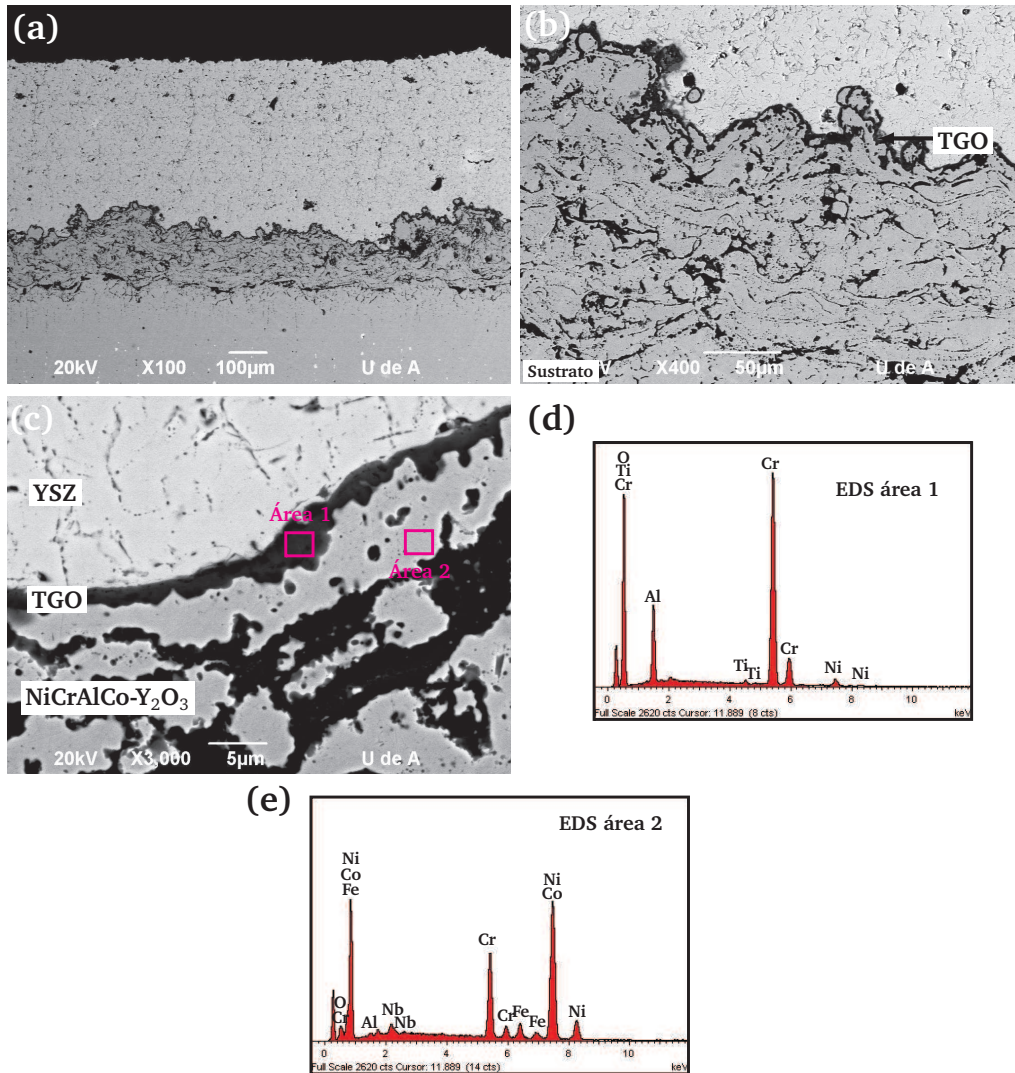 (a)
20kV X100 100µm U de A
(b)
TGO
Sustrato
X400 50µm U de A
(c)
YSZ
Área 1
Área 2
TGO
NiCrAlCo-Y₂O₃
20kV X3,000 5µm U de A
(d)
EDS área 1
O
Ti
Cr
Al
Ti
Ti
Cr
Cr
Ni
Ni
0 2 4 6 8 10
Full Scale 2620 cts Cursor: 11.889 (8 cts) keV
(e)
EDS área 2
Ni
Co
Fe
O
Cr
Al
Nb
Nb
Cr
Cr
Fe
Fe
Ni
Co
Ni
0 2 4 6 8 10
Full Scale 2620 cts Cursor: 11.889 (14 cts) keV